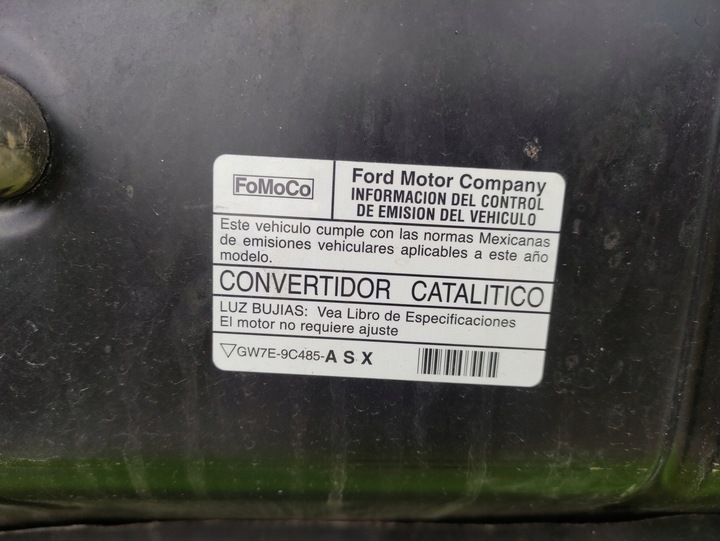 FoMoCo
Ford Motor Company
INFORMACION DEL CONTROL
DE EMISION DEL VEHICULO
Este vehiculo cumple con las normas Mexicanas
de emisiones vehiculares aplicables a este año
modelo.
CONVERTIDOR CATALITICO
LUZ BUJIAS: Vea Libro de Especificaciones
El motor no requiere ajuste
▽GW7E-9C485-A S X